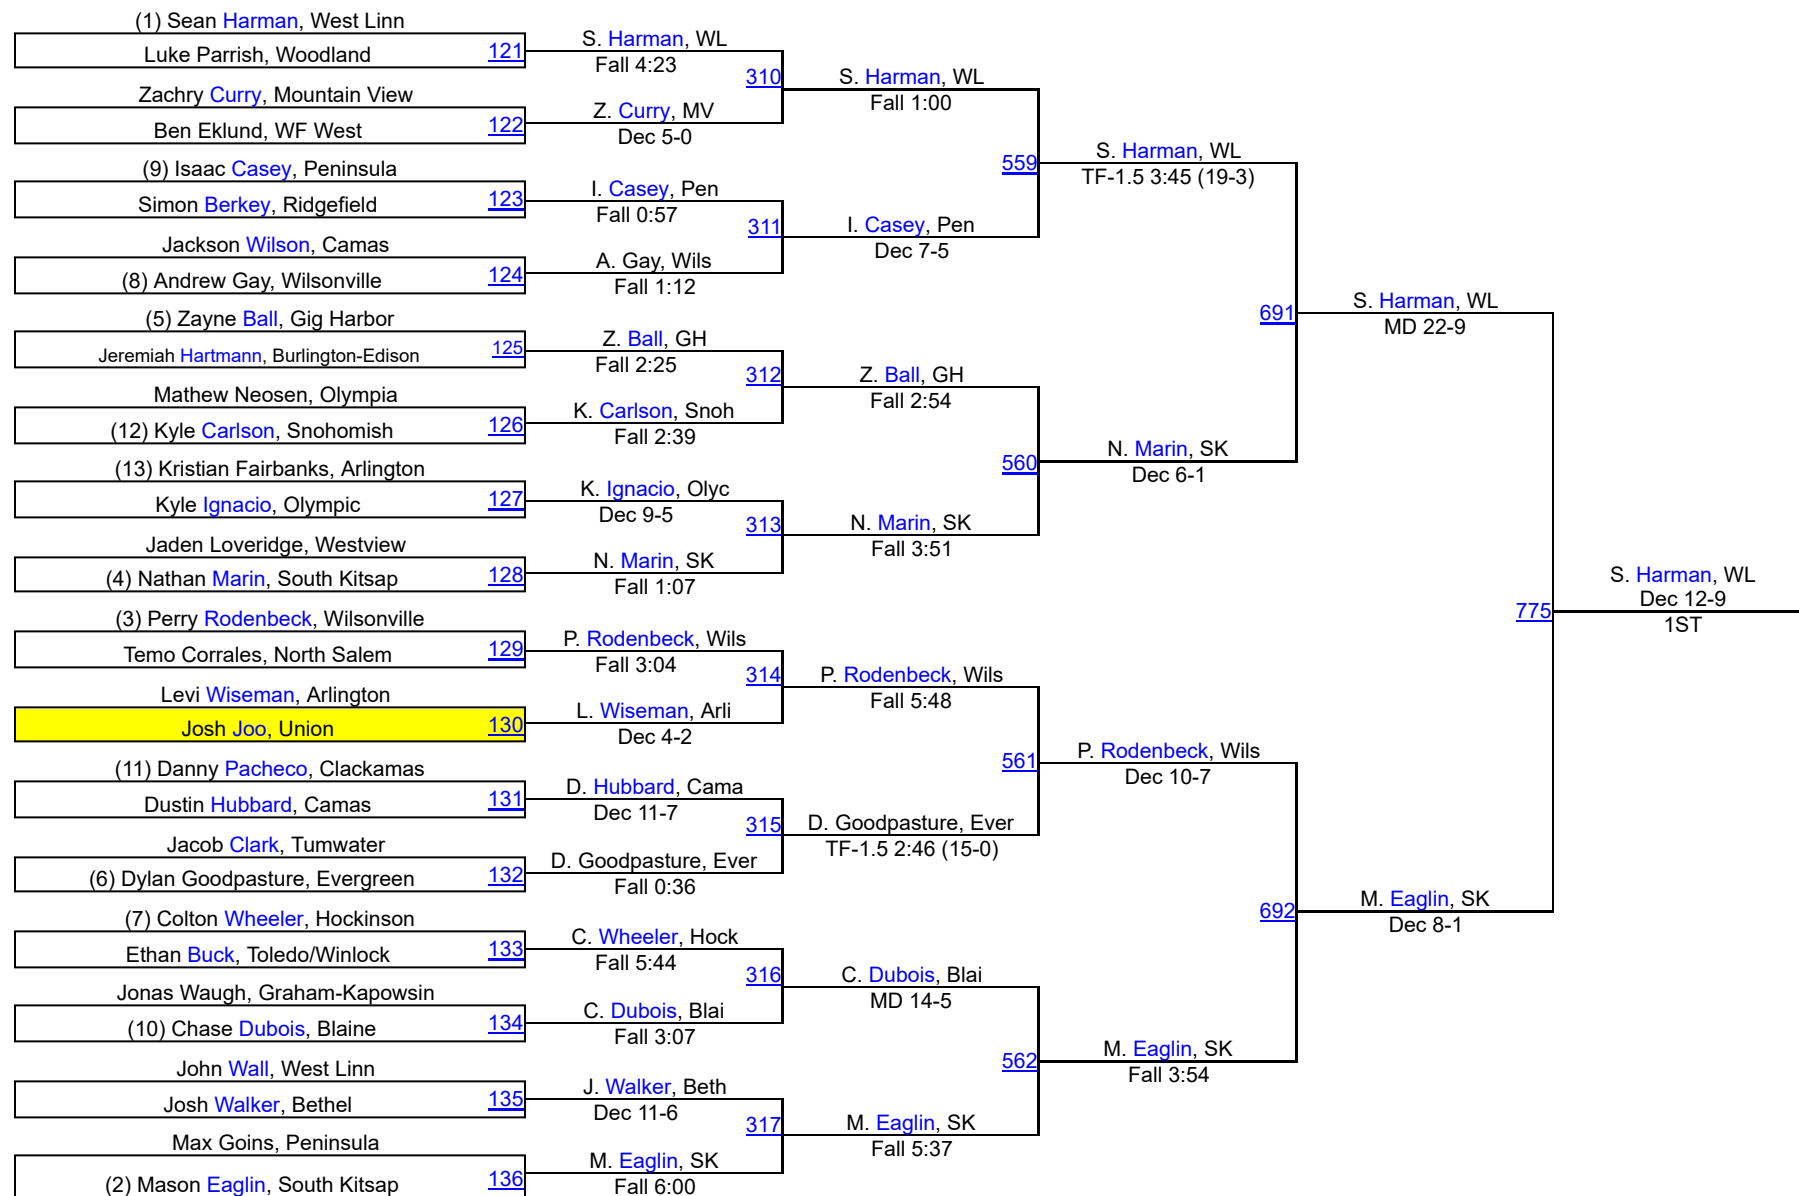 (1) Sean Harman, West Linn
Luke Parrish, Woodland 121
Zachry Curry, Mountain View
Ben Eklund, WF West 122
(9) Isaac Casey, Peninsula
Simon Berkey, Ridgefield 123
Jackson Wilson, Camas
(8) Andrew Gay, Wilsonville 124
(5) Zayne Ball, Gig Harbor
Jeremiah Hartmann, Burlington-Edison 125
Mathew Neosen, Olympia
(12) Kyle Carlson, Snohomish 126
(13) Kristian Fairbanks, Arlington
Kyle Ignacio, Olympic 127
Jaden Loveridge, Westview
(4) Nathan Marin, South Kitsap 128
(3) Perry Rodenbeck, Wilsonville
Temo Corrales, North Salem 129
Levi Wiseman, Arlington
Josh Joo, Union 130
(11) Danny Pacheco, Clackamas
Dustin Hubbard, Camas 131
Jacob Clark, Tumwater
(6) Dylan Goodpasture, Evergreen 132
(7) Colton Wheeler, Hockinson
Ethan Buck, Toledo/Winlock 133
Jonas Waugh, Graham-Kapowsin
(10) Chase Dubois, Blaine 134
John Wall, West Linn
Josh Walker, Bethel 135
Max Goins, Peninsula
(2) Mason Eaglin, South Kitsap 136
S. Harman, WL
Fall 4:23
310
Z. Curry, MV
Dec 5-0
I. Casey, Pen
Fall 0:57
311
A. Gay, Wils
Fall 1:12
Z. Ball, GH
Fall 2:25
312
K. Carlson, Snoh
Fall 2:39
K. Ignacio, Olyc
Dec 9-5
313
N. Marin, SK
Fall 1:07
P. Rodenbeck, Wils
Fall 3:04
314
L. Wiseman, Arli
Dec 4-2
D. Hubbard, Cama
Dec 11-7
315
D. Goodpasture, Ever
Fall 0:36
C. Wheeler, Hock
Fall 5:44
316
C. Dubois, Blai
Fall 3:07
J. Walker, Beth
Dec 11-6
317
M. Eaglin, SK
Fall 6:00
S. Harman, WL
Fall 1:00
559
I. Casey, Pen
Dec 7-5
Z. Ball, GH
Fall 2:54
560
N. Marin, SK
Fall 3:51
P. Rodenbeck, Wils
Fall 5:48
561
D. Goodpasture, Ever
TF-1.5 2:46 (15-0)
C. Dubois, Blai
MD 14-5
562
M. Eaglin, SK
Fall 5:37
S. Harman, WL
TF-1.5 3:45 (19-3)
691
N. Marin, SK
Dec 6-1
P. Rodenbeck, Wils
Dec 10-7
692
M. Eaglin, SK
Fall 3:54
S. Harman, WL
MD 22-9
775
M. Eaglin, SK
Dec 8-1
S. Harman, WL
Dec 12-9
1ST